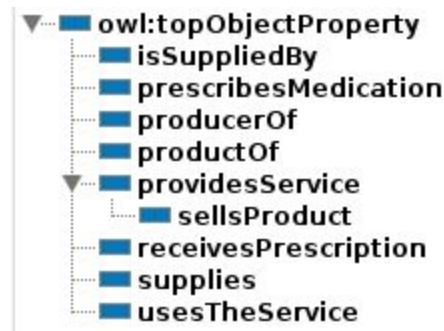 owl:topObjectProperty
isSuppliedBy
prescribesMedication
producerOf
productOf
providesService
sellsProduct
receivesPrescription
supplies
usesTheService